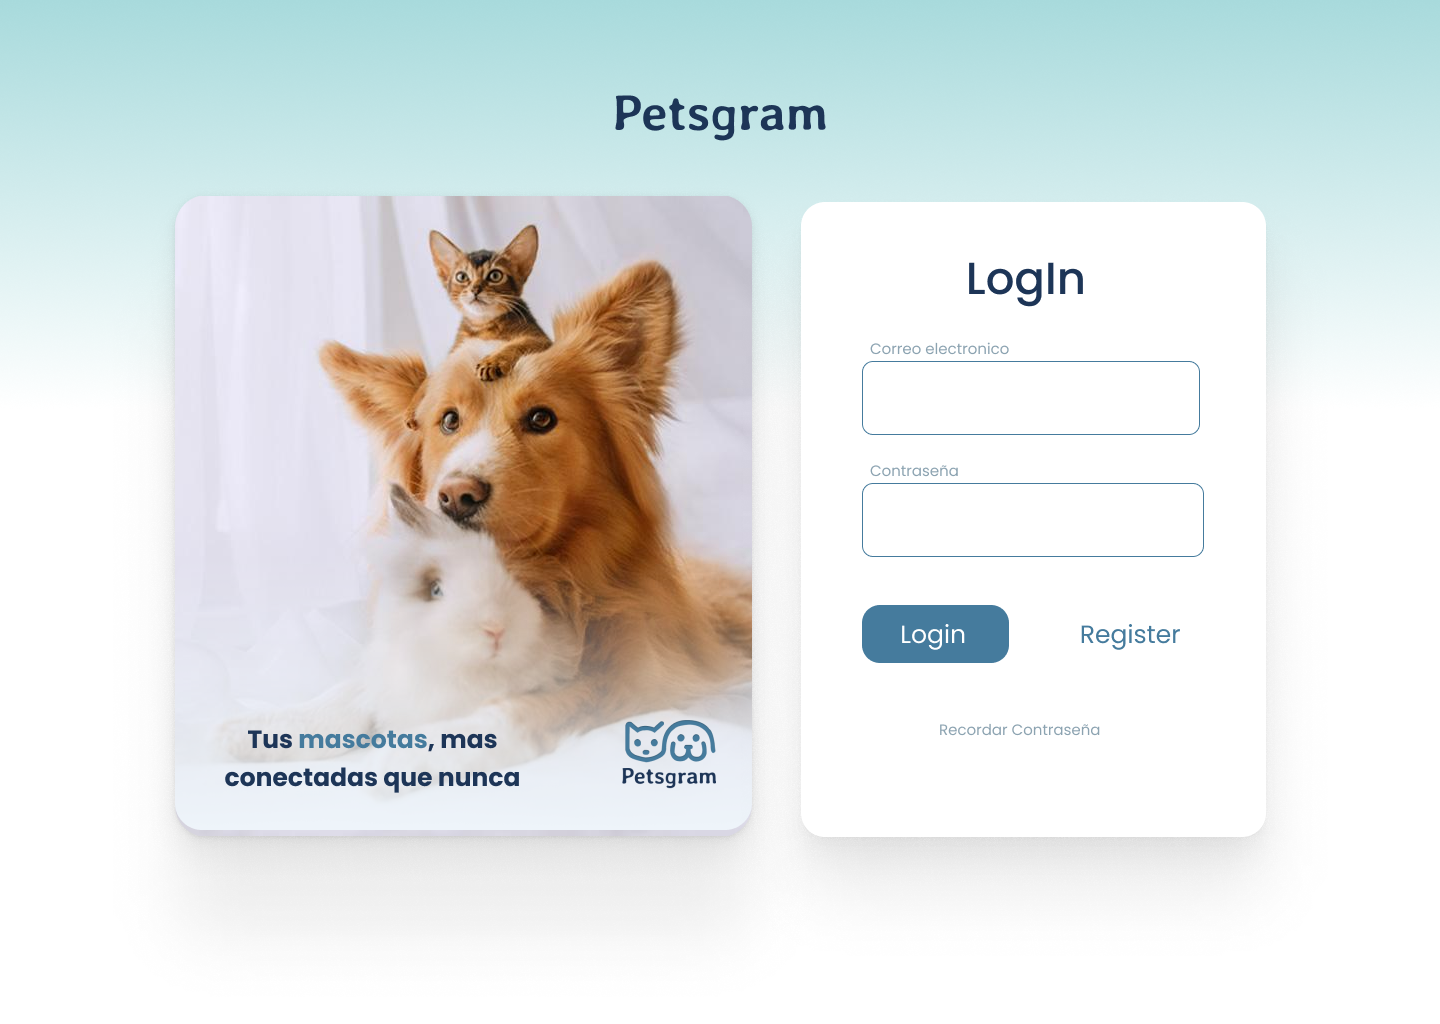 Petsgram
LogIn
Correo electronico
Contraseña
Login
Register
Recordar Contraseña
Tus mascotas, mas
conectadas que nunca
Petsgram